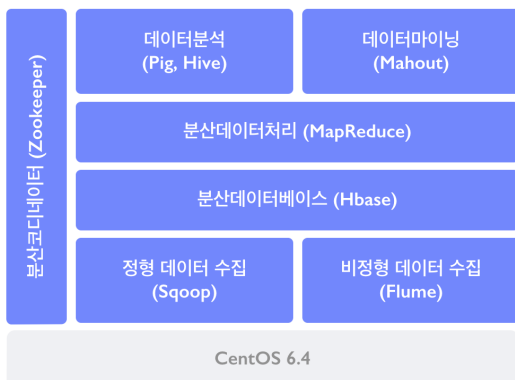 분산코디네이터 (Zookeeper)
데이터분석
(Pig, Hive)
데이터마이닝
(Mahout)
분산데이터처리 (MapReduce)
분산데이터베이스 (Hbase)
정형 데이터 수집
(Sqoop)
비정형 데이터 수집
(Flume)
CentOS 6.4